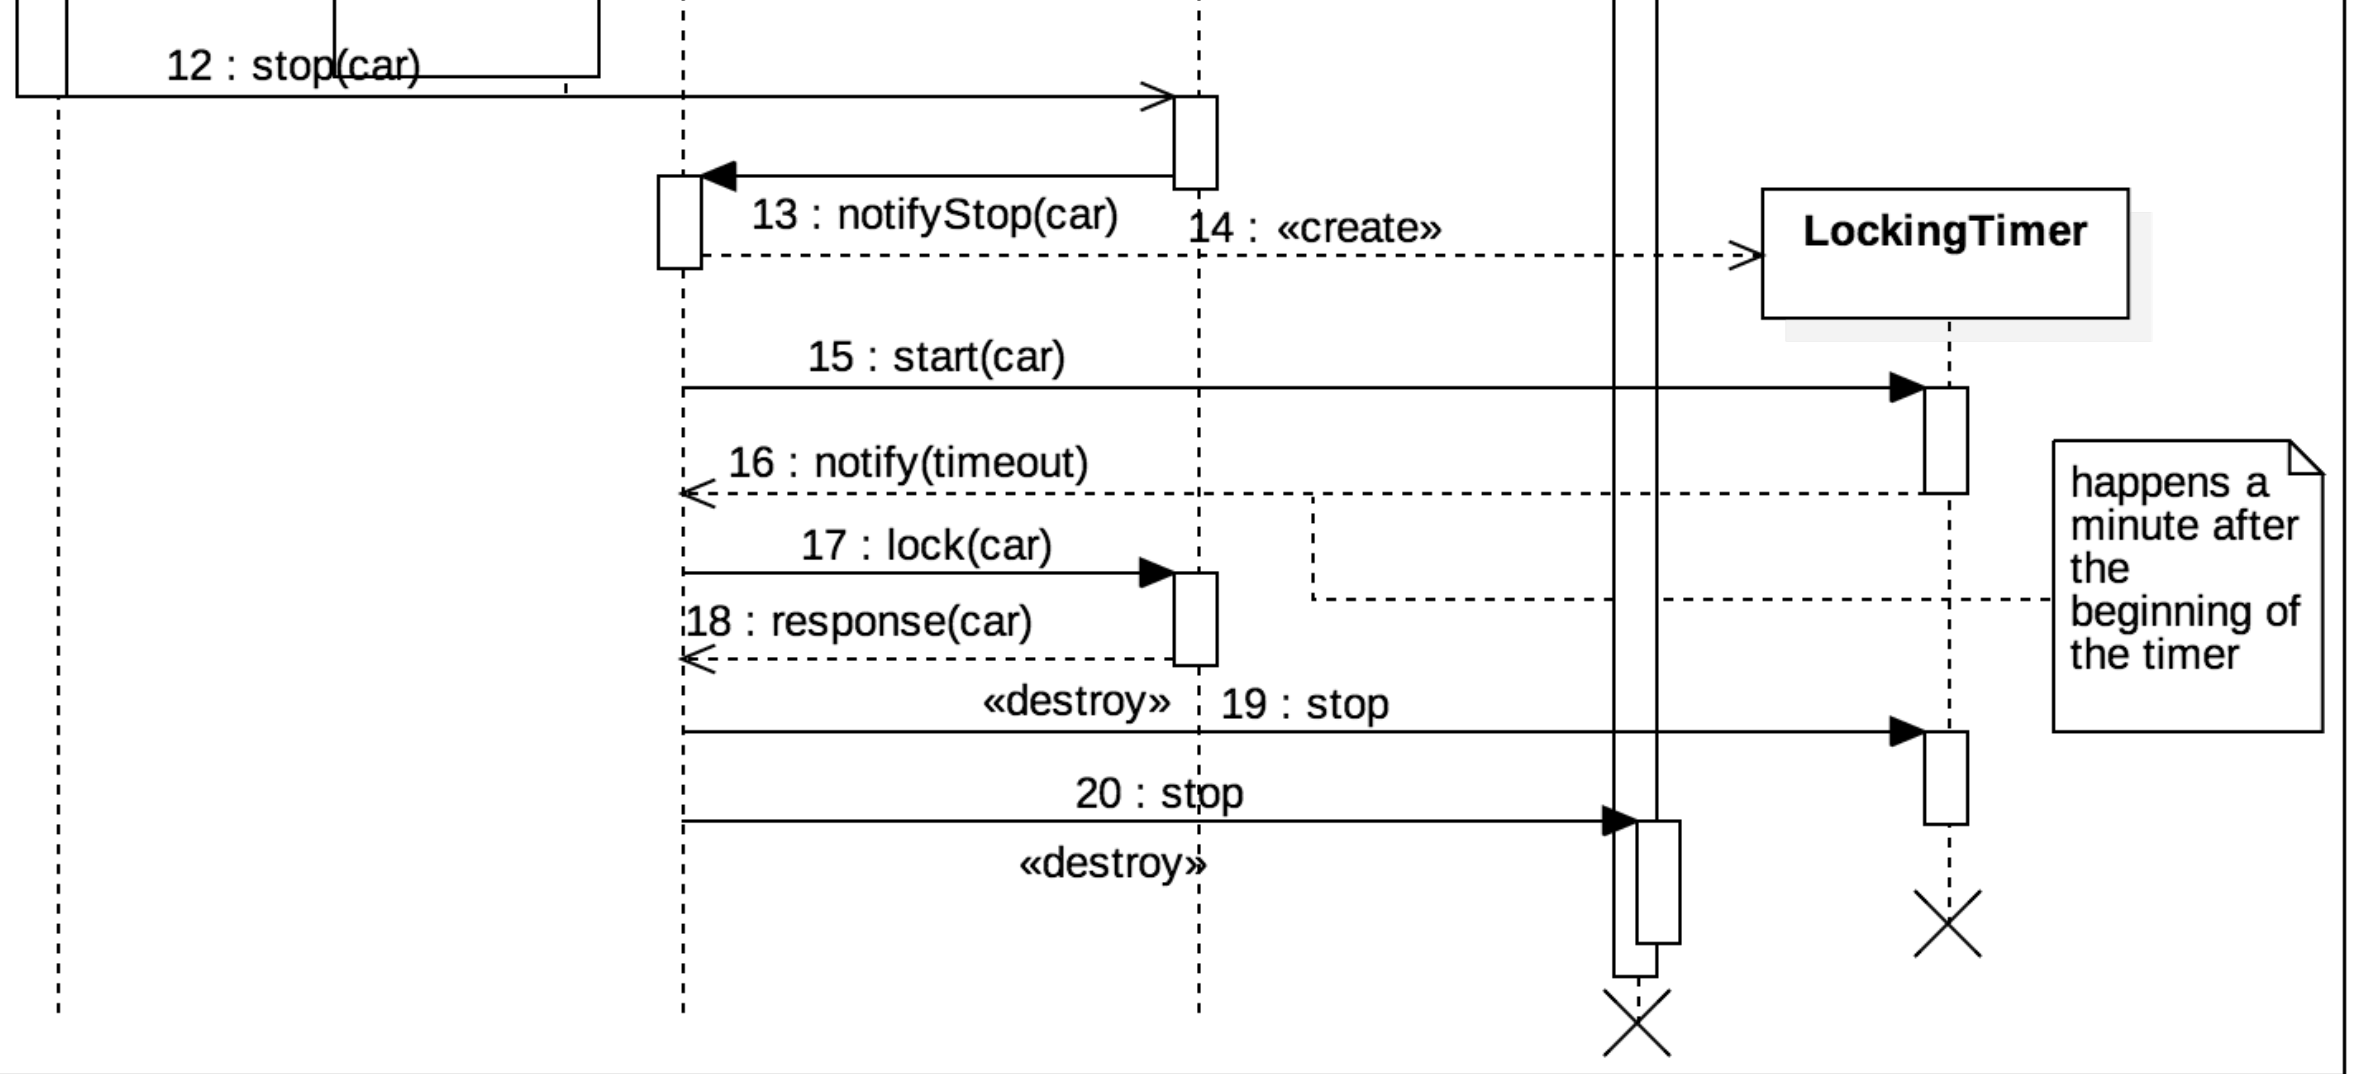 12 : stop(car)
13 : notifyStop(car)
14 : «create»
LockingTimer
15 : start(car)
16 : notify(timeout)
happens a
minute after
the
beginning of
the timer
17 : lock(car)
18 : response(car)
«destroy» 19 : stop
20 : stop
«destroy»